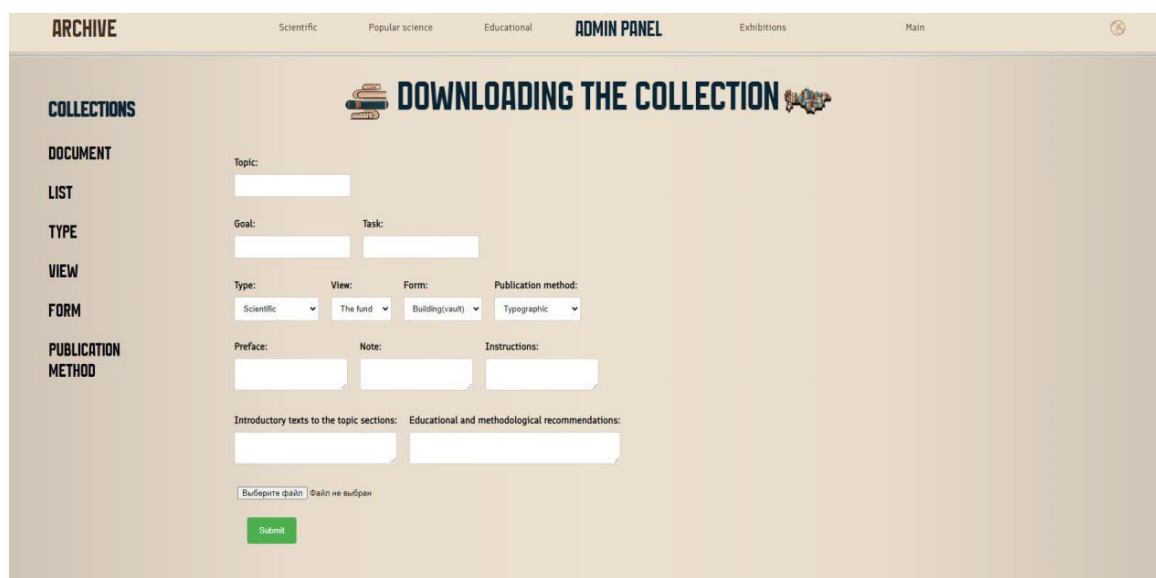 ARCHIVE Scientific Popular science Educational ADMIN PANEL Exhibitions Main
DOWNLOADING THE COLLECTION
COLLECTIONS
DOCUMENT
LIST
TYPE
VIEW
FORM
PUBLICATION
METHOD
Topic:
Goal: Task:
Type: View: Form: Publication method:
Scientific The fund Building(vault) Typographic
Preface: Note: Instructions:
Introductory texts to the topic sections: Educational and methodological recommendations:
Выберите файл Файл не выбран
Submit